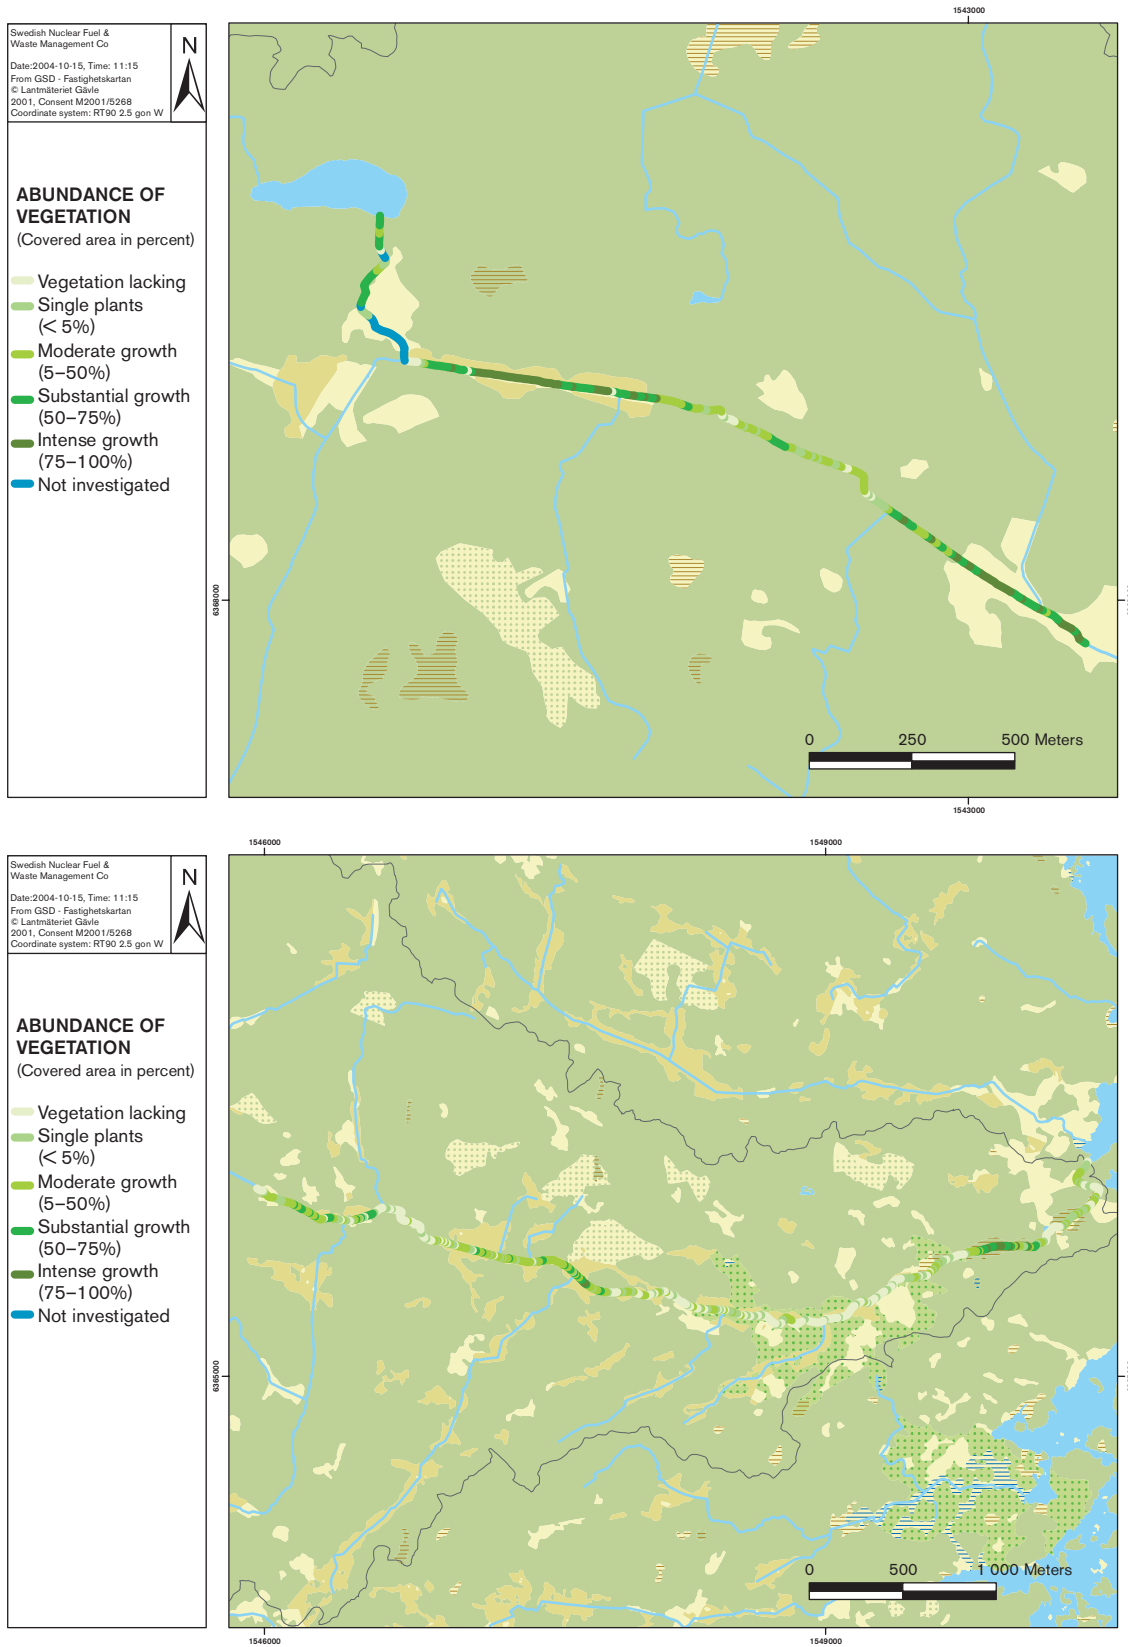 1543000
Swedish Nuclear Fuel &
Waste Management Co
N
Date:2004-10-15, Time: 11:15
From GSD - Fastighetskartan
© Lantmäteriet Gävle
2001, Consent M2001/5268
Coordinate system: RT90 2.5 gon W
ABUNDANCE OF
VEGETATION
(Covered area in percent)
Vegetation lacking
Single plants
(< 5%)
Moderate growth
(5–50%)
Substantial growth
(50–75%)
Intense growth
(75–100%)
Not investigated
6368000
0 250 500 Meters
1543000
1546000 1549000
Swedish Nuclear Fuel &
Waste Management Co
N
Date:2004-10-15, Time: 11:15
From GSD - Fastighetskartan
© Lantmäteriet Gävle
2001, Consent M2001/5268
Coordinate system: RT90 2.5 gon W
ABUNDANCE OF
VEGETATION
(Covered area in percent)
Vegetation lacking
Single plants
(< 5%)
Moderate growth
(5–50%)
Substantial growth
(50–75%)
Intense growth
(75–100%)
Not investigated
6365000
0 500 1 000 Meters
1546000 1549000